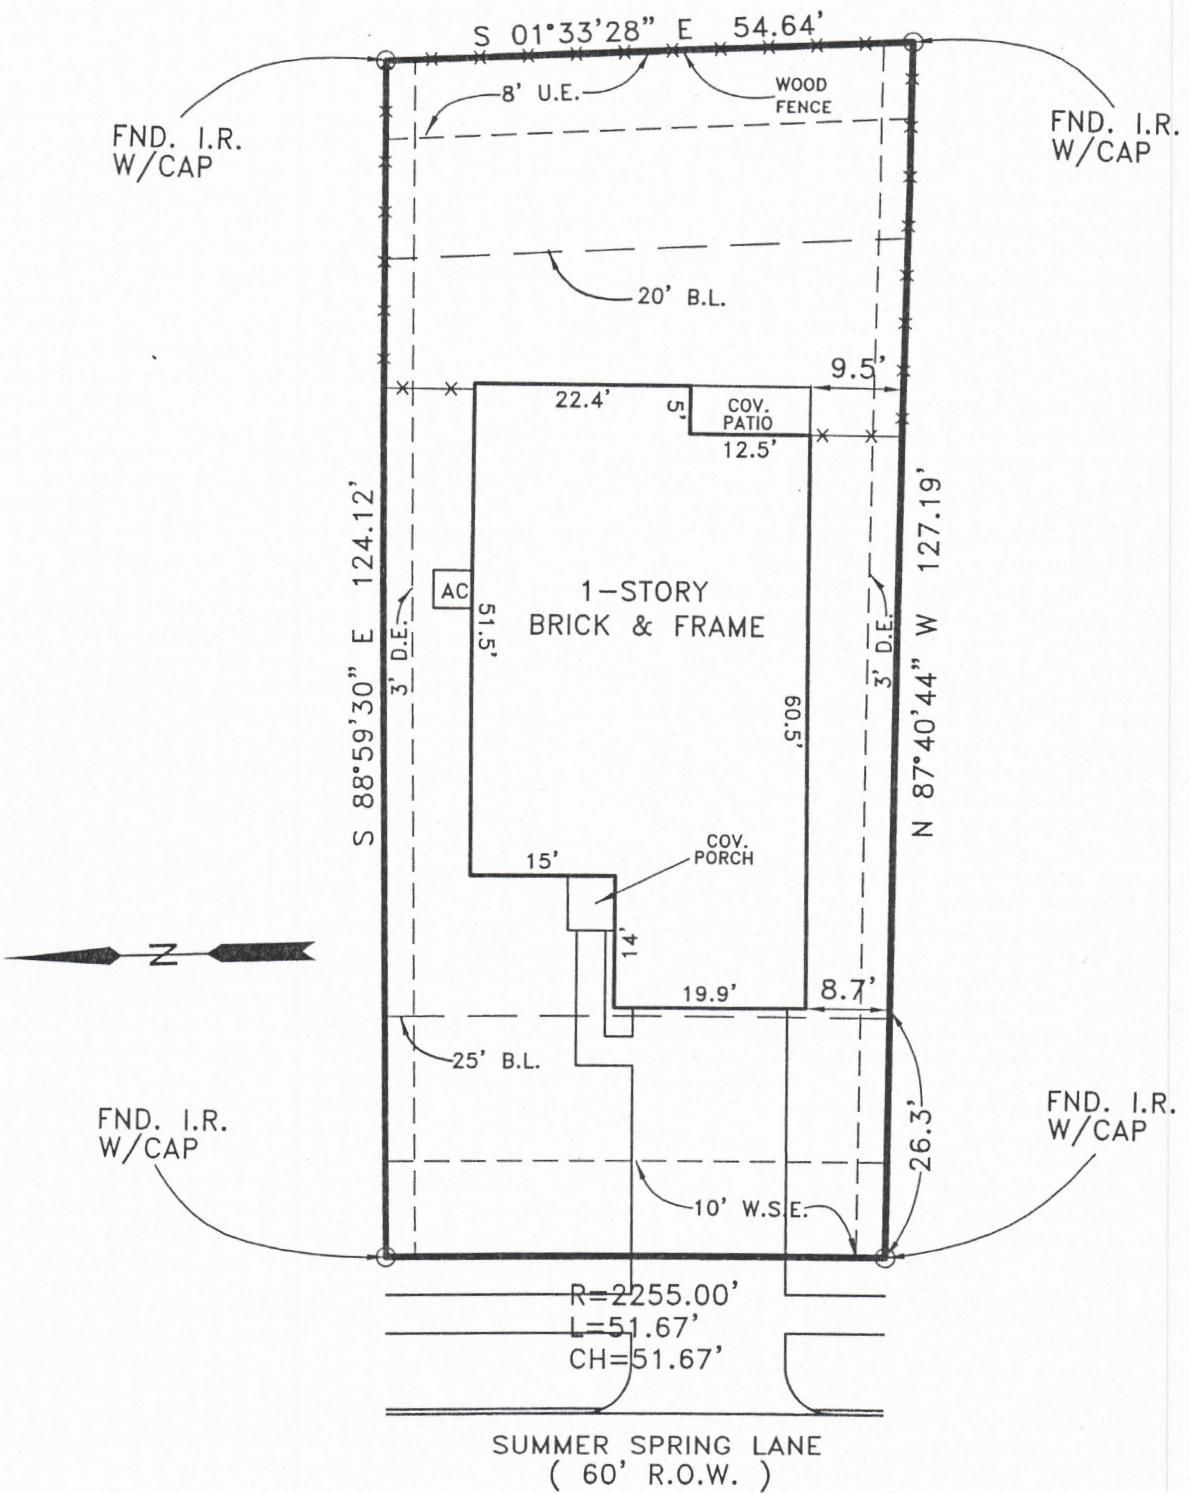 S 01°33'28” E 54.64'
8' U.E.
WOOD
FENCE
FND. I.R.
W/CAP
FND. I.R.
W/CAP
20' B.L.
9.5'
22.4'
5'
COV.
PATIO
12.5'
S 88°59'30” E 124.12'
3' D.E.
AC
51.5'
1-STORY
BRICK & FRAME
60.5'
3' D.E.
N 87°40'44” W 127.19'
15'
COV.
PORCH
14'
N
19.9'
8.7'
25' B.L.
26.3'
FND. I.R.
W/CAP
FND. I.R.
W/CAP
10' W.S.E.
R=2255.00'
L=51.67'
CH=51.67'
SUMMER SPRING LANE
( 60' R.O.W. )